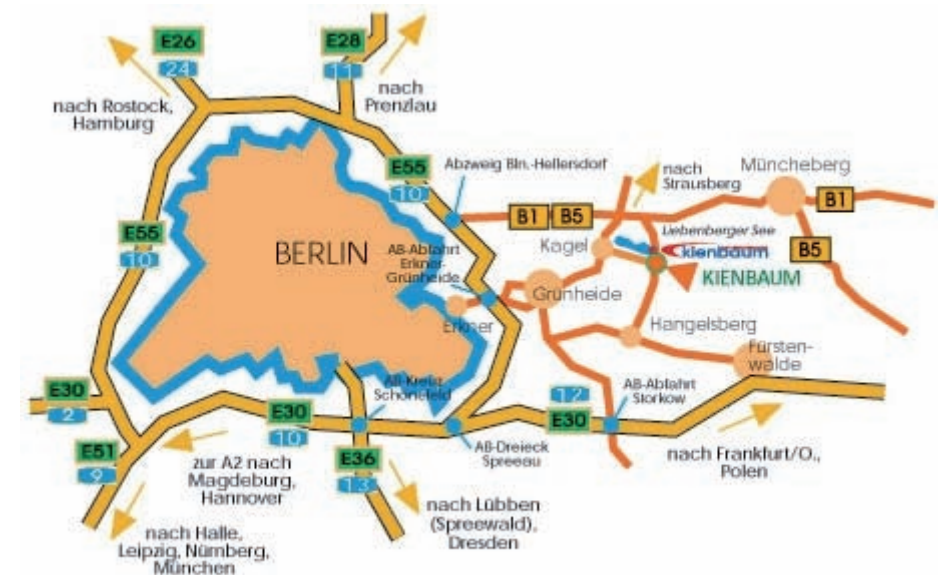 E26
24
E28
11
nach Rostock,
Hamburg
nach
Prenzlau
E55
10
Abzweig Bln.-Hellersdorf
nach
Strausberg
Müncheberg
B1
B5
B1
E55
10
BERLIN
AB-Abfahrt
Erkner-
Grünheide
Kagel
Liebenberger See
kienbaum
KIENBAUM
B5
Grünheide
Erkner
Hangelsberg
Fürsten-
walde
E30
2
AB-Kreuz
Schönefeld
12
E30
AB-Abfahrt
Storkow
E30
10
E51
9
zur A2 nach
Magdeburg,
Hannover
E36
13
AB-Dreieck
Spreeau
nach Frankfurt/O.,
Polen
nach Halle,
Leipzig, Nürnberg,
München
nach Lübben
(Spreewald),
Dresden